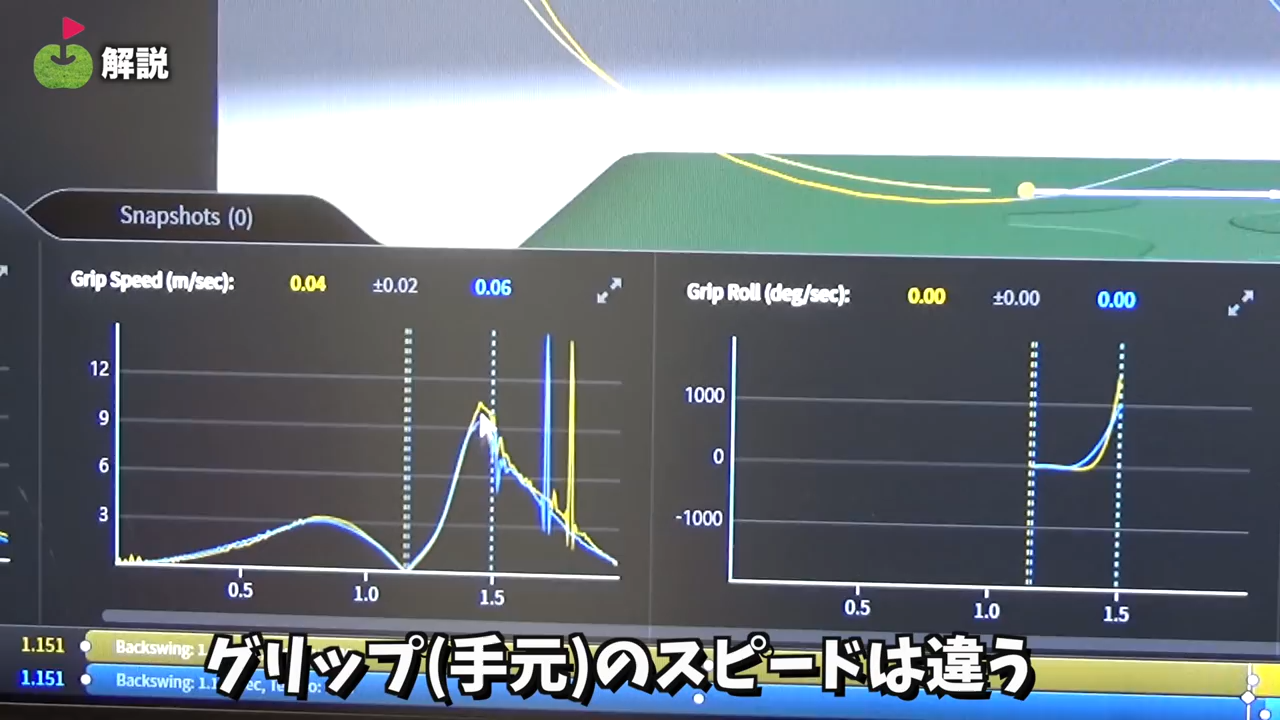 解説
Snapshots (0)
Grip Speed (m/sec): 0.04 ±0.02 0.06
12
9
6
3
0.5 1.0 1.5
Grip Roll (deg/sec): 0.00 ±0.00 0.00
1000
0
-1000
0.5 1.0 1.5
1.151 Backswing: 1
1.151 Backswing: 1.1
グリップ(手元)のスピードは違う